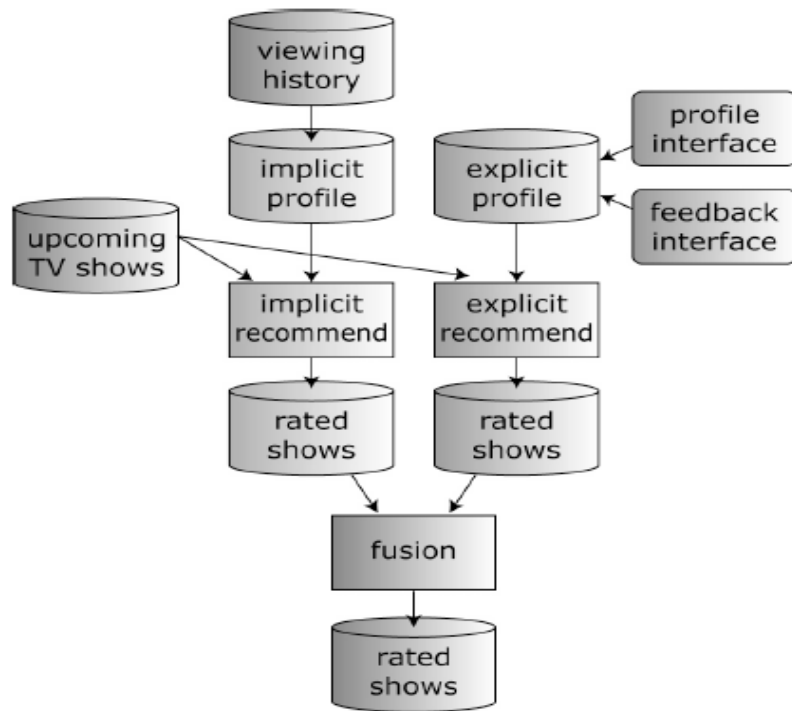 viewing
history
implicit
profile
explicit
profile
profile
interface
feedback
interface
upcoming
TV shows
implicit
recommend
explicit
recommend
rated
shows
rated
shows
fusion
rated
shows